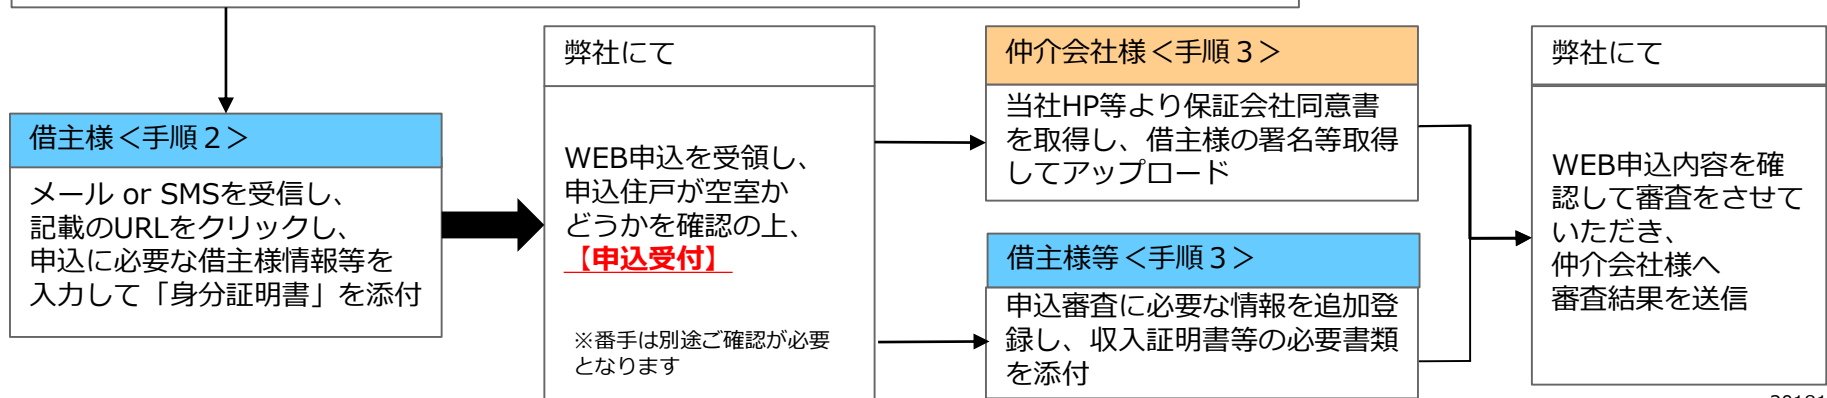 借主様＜手順２＞
メール or SMSを受信し、
記載のURLをクリックし、
申込に必要な借主様情報等を
入力して「身分証明書」を添付
弊社にて
WEB申込を受領し、
申込住戸が空室か
どうかを確認の上、
【申込受付】
※番手は別途ご確認が必要
となります
仲介会社様＜手順３＞
当社HP等より保証会社同意書
を取得し、借主様の署名等取得
してアップロード
借主様等＜手順３＞
申込審査に必要な情報を追加登
録し、収入証明書等の必要書類
を添付
弊社にて
WEB申込内容を確
認して審査をさせて
いただき、
仲介会社様へ
審査結果を送信